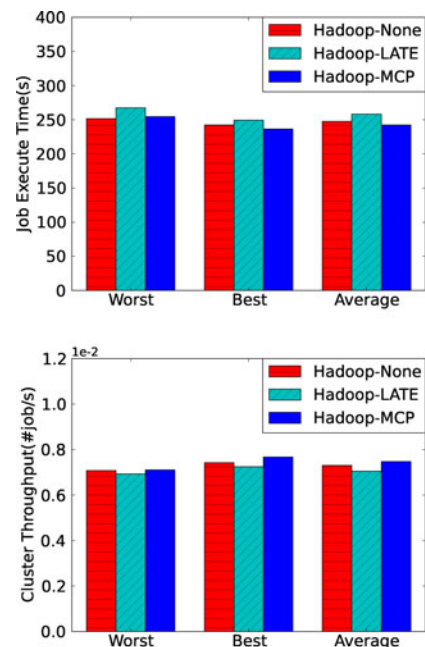 400
350
300
250
200
150
100
50
0
Job Execute Time(s)
Hadoop-None
Hadoop-LATE
Hadoop-MCP
Worst Best Average
1e-2
1.2
1.0
0.8
0.6
0.4
0.2
0.0
Cluster Throughput(#job/s)
Hadoop-None
Hadoop-LATE
Hadoop-MCP
Worst Best Average